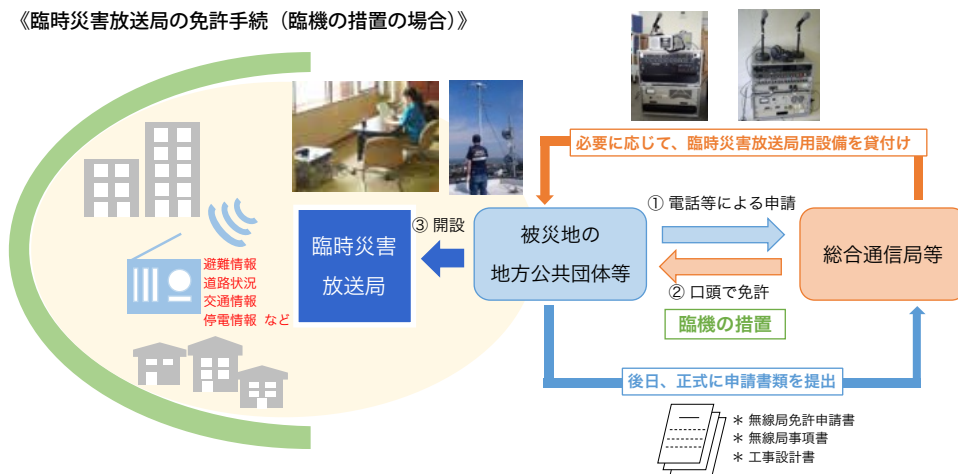 《臨時災害放送局の免許手続（臨機の措置の場合）》
必要に応じて、臨時災害放送局用設備を貸付け
① 電話等による申請
臨時災害
放送局
③ 開設
被災地の
地方公共団体等
総合通信局等
② 口頭で免許
臨機の措置
避難情報
道路状況
交通情報
停電情報 など
後日、正式に申請書類を提出
＊ 無線局免許申請書
＊ 無線局事項書
＊ 工事設計書